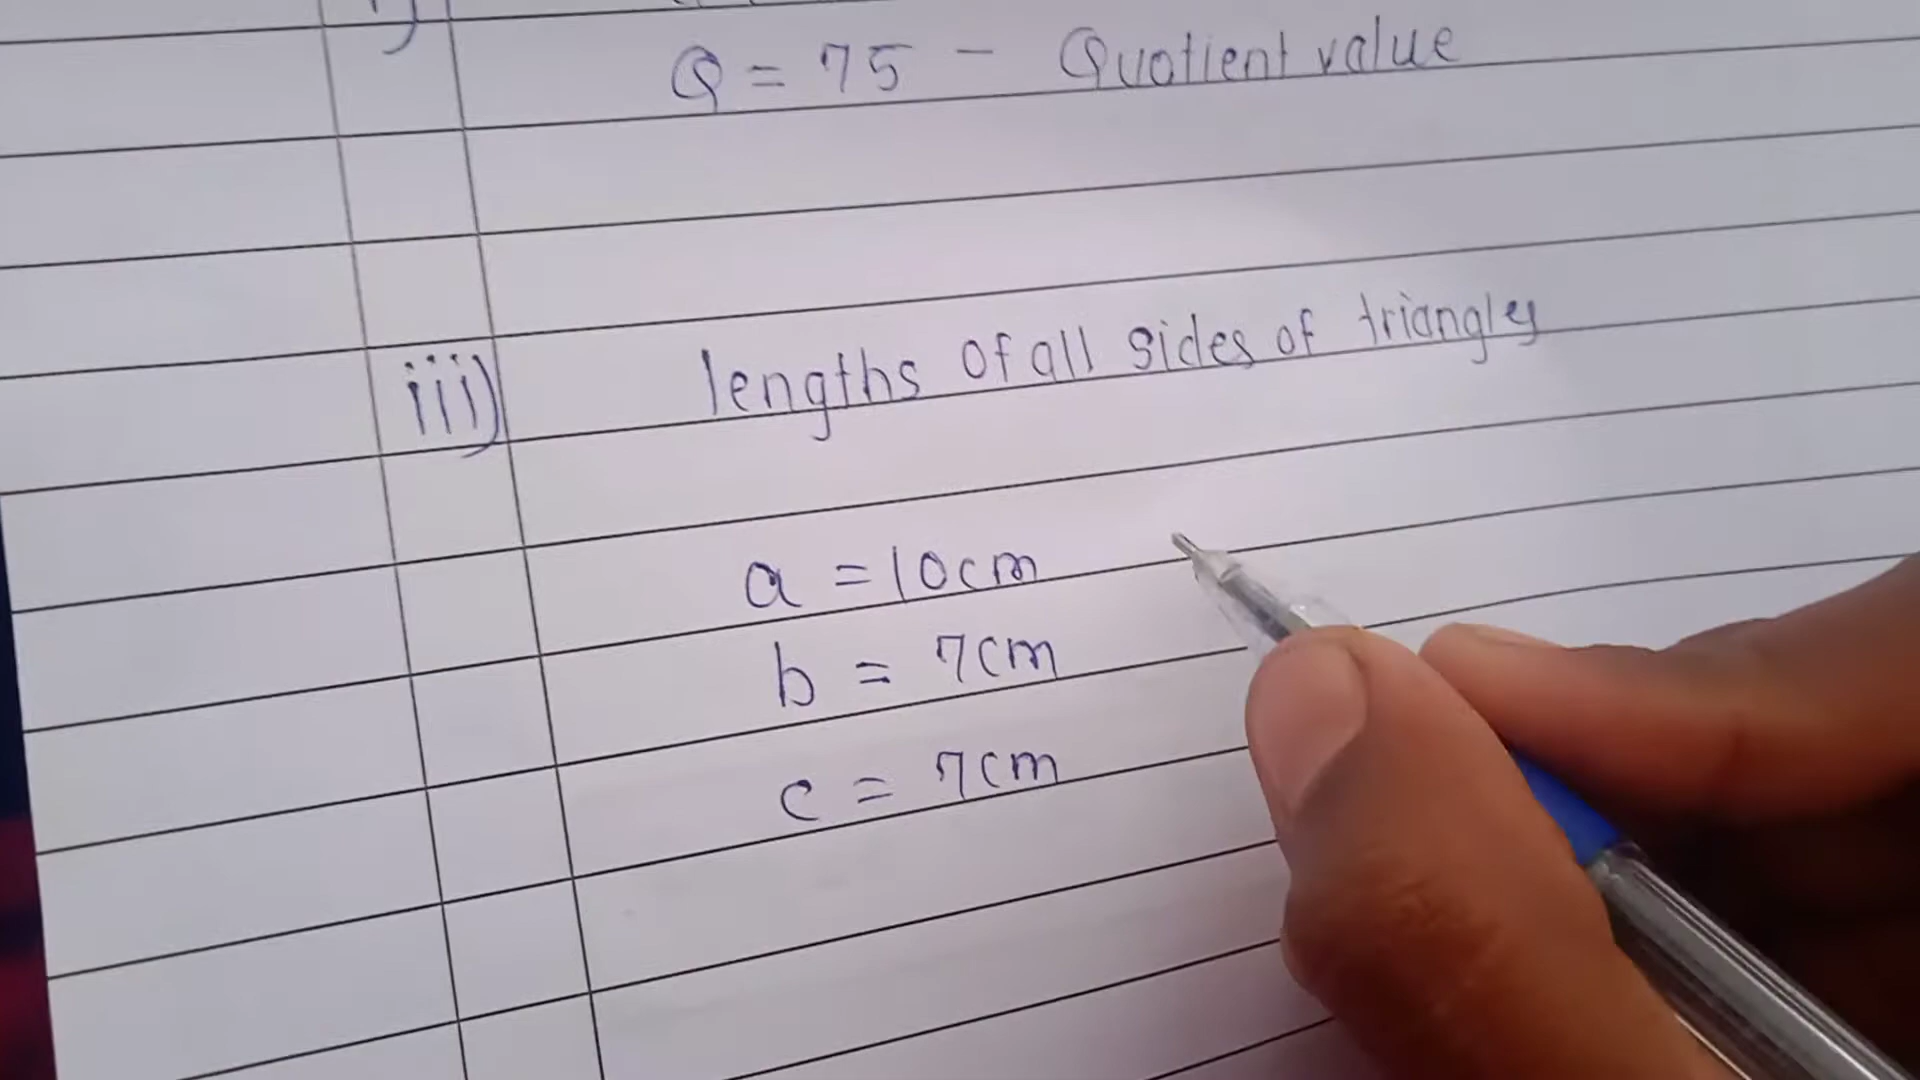 Q = 75 - Quotient value
iii) lengths of all sides of triangles
a = 10cm
b = 7cm
c = 7cm